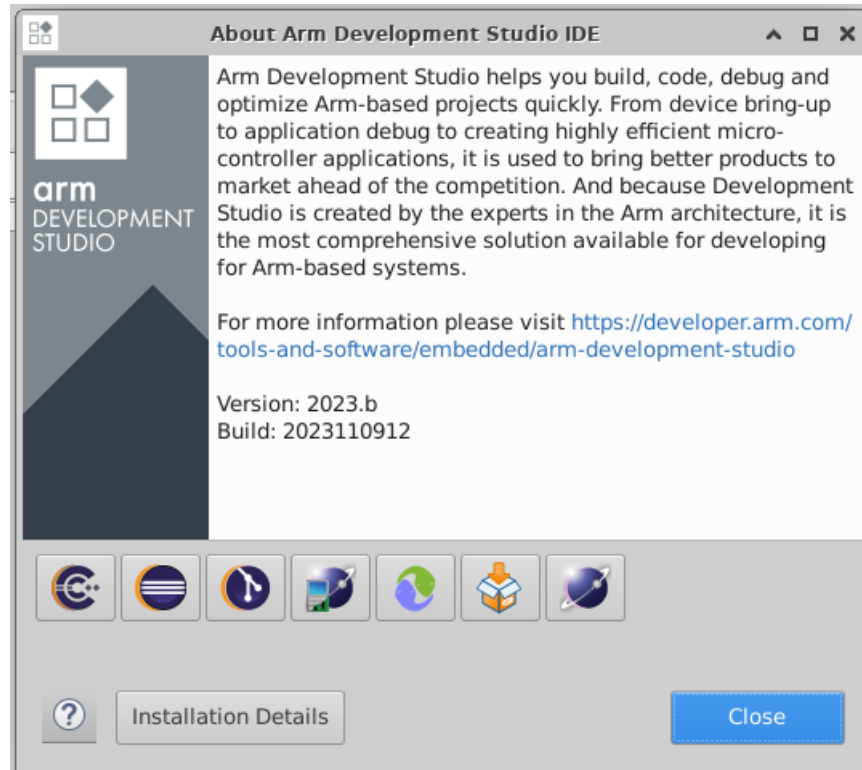 About Arm Development Studio IDE
arm
DEVELOPMENT
STUDIO
Arm Development Studio helps you build, code, debug and
optimize Arm-based projects quickly. From device bring-up
to application debug to creating highly efficient micro-
controller applications, it is used to bring better products to
market ahead of the competition. And because Development
Studio is created by the experts in the Arm architecture, it is
the most comprehensive solution available for developing
for Arm-based systems.
For more information please visit https://developer.arm.com/
tools-and-software/embedded/arm-development-studio
Version: 2023.b
Build: 2023110912
?
Installation Details
Close